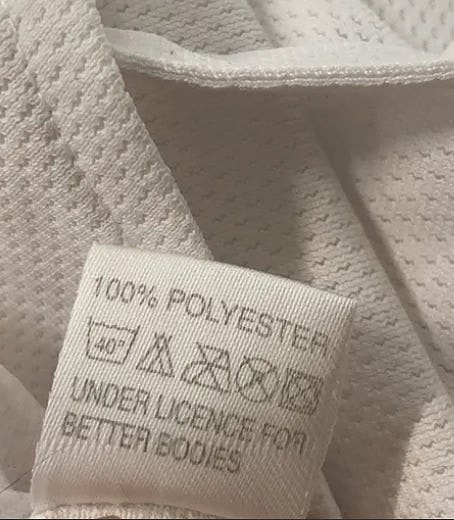 100% POLYESTER
40°
UNDER LICENCE FOR
BETTER BODIES